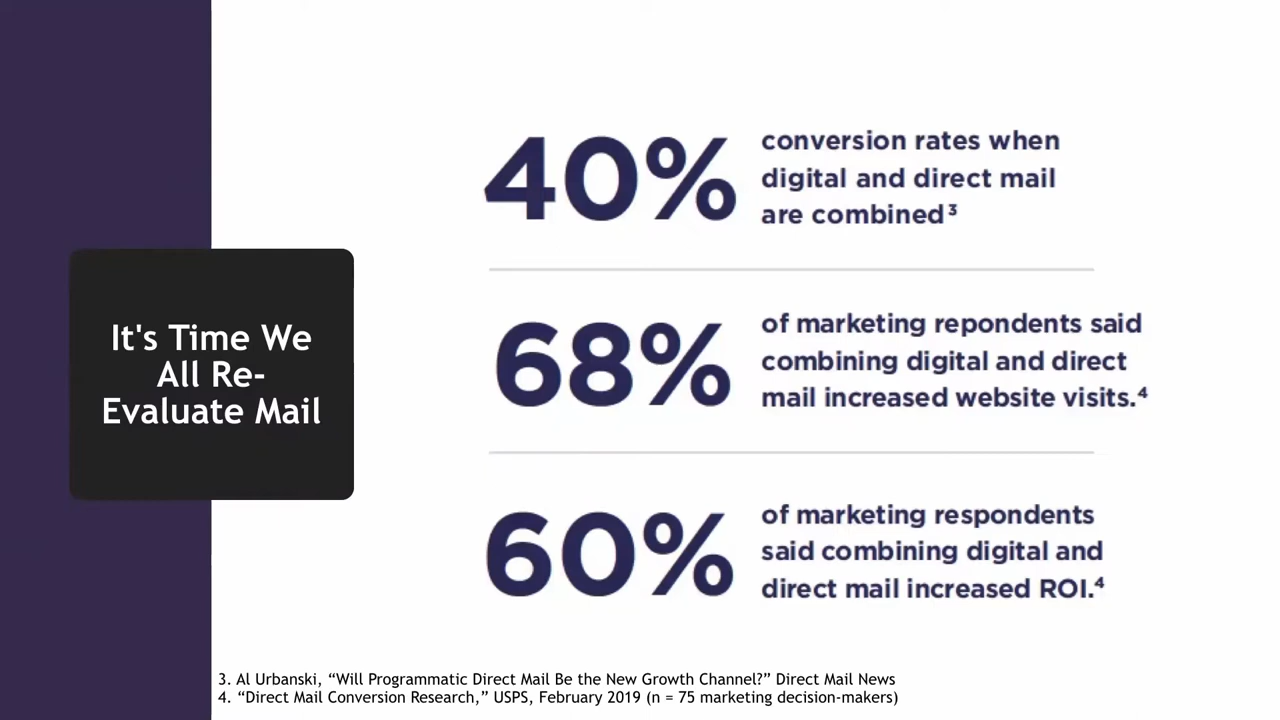 It's Time We
All Re-
Evaluate Mail
40%
conversion rates when
digital and direct mail
are combined³
68%
of marketing repondents said
combining digital and direct
mail increased website visits.⁴
60%
of marketing respondents
said combining digital and
direct mail increased ROI.⁴
3. Al Urbanski, “Will Programmatic Direct Mail Be the New Growth Channel?” Direct Mail News
4. “Direct Mail Conversion Research,” USPS, February 2019 (n = 75 marketing decision-makers)